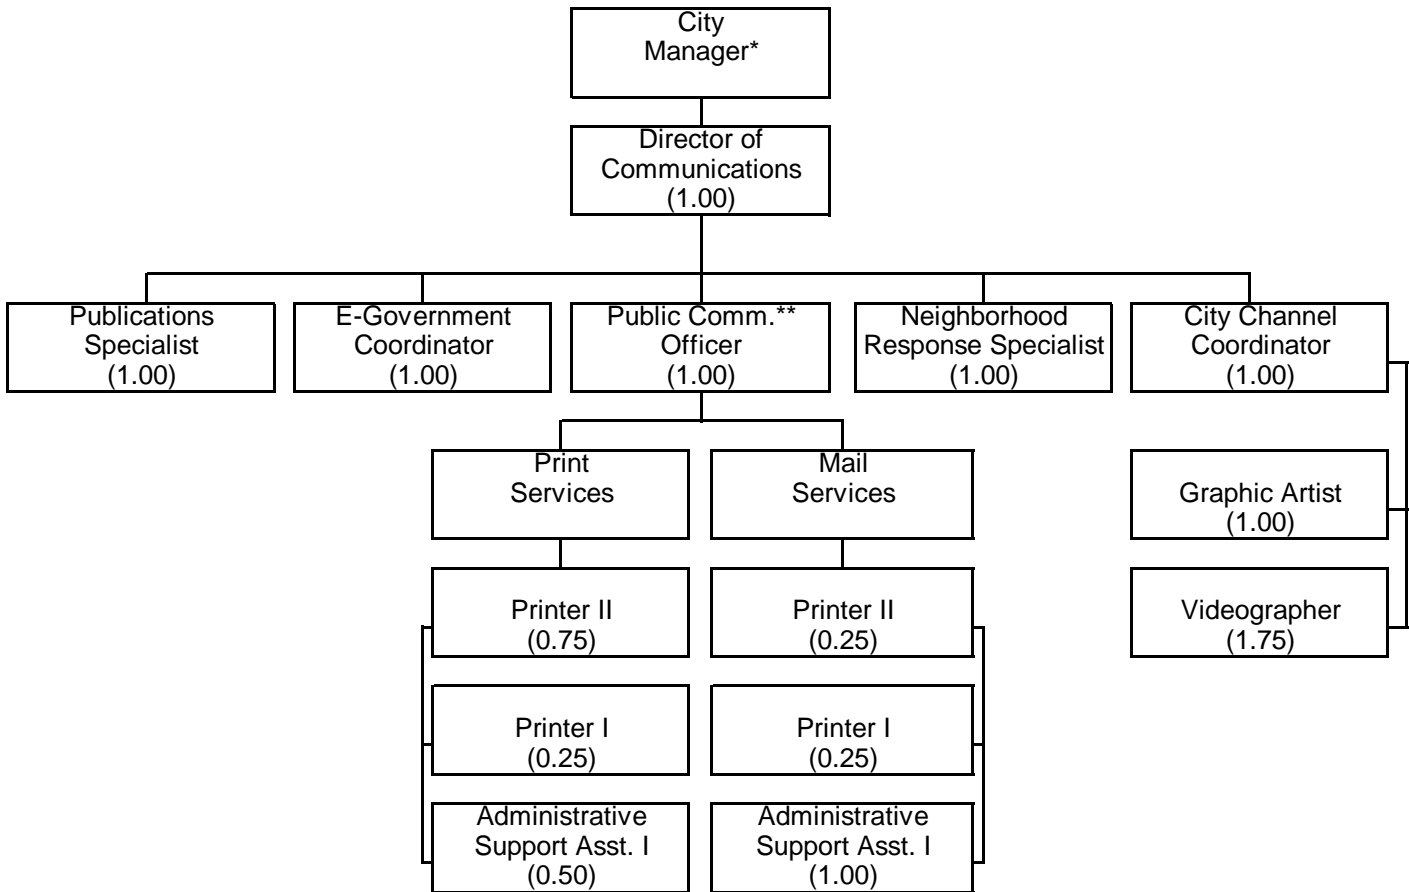 City
Manager*
Director of
Communications
(1.00)
Publications
Specialist
(1.00)
E-Government
Coordinator
(1.00)
Public Comm.**
Officer
(1.00)
Neighborhood
Response Specialist
(1.00)
City Channel
Coordinator
(1.00)
Print
Services
Mail
Services
Graphic Artist
(1.00)
Printer II
(0.75)
Printer II
(0.25)
Videographer
(1.75)
Printer I
(0.25)
Printer I
(0.25)
Administrative
Support Asst. I
(0.50)
Administrative
Support Asst. I
(1.00)